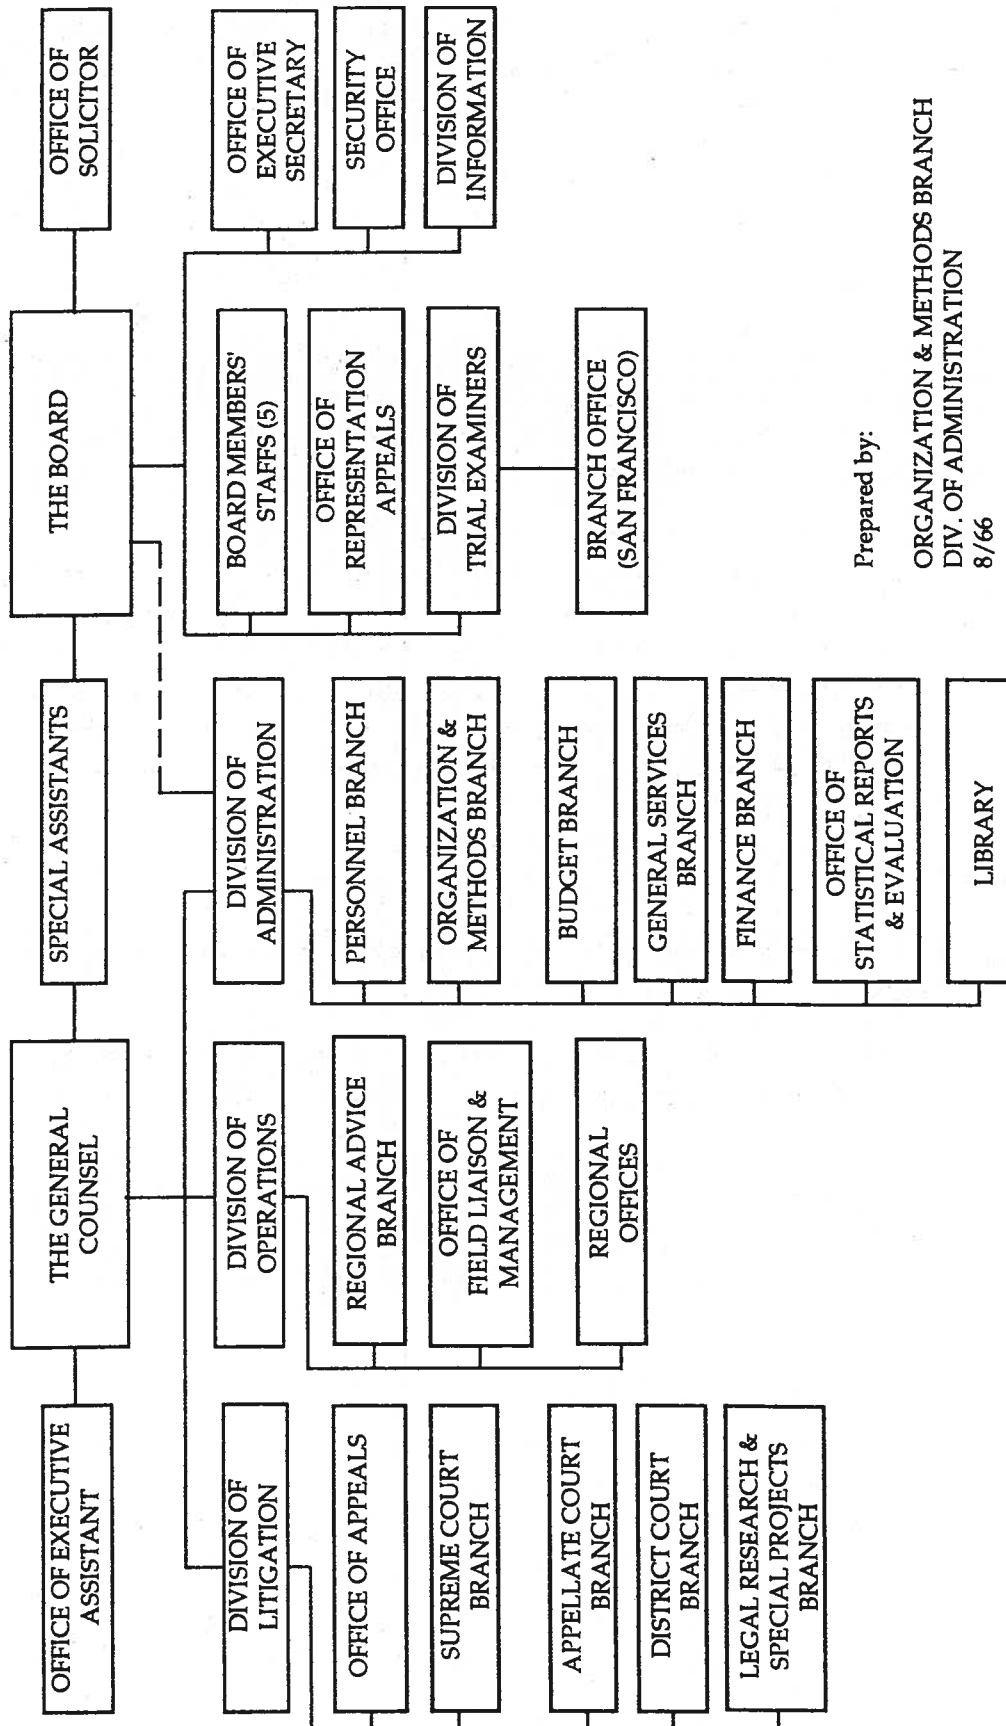 OFFICE OF EXECUTIVE
ASSISTANT
THE GENERAL
COUNSEL
SPECIAL ASSISTANTS
THE BOARD
OFFICE OF
SOLICITOR
DIVISION OF
LITIGATION
OFFICE OF APPEALS
SUPREME COURT
BRANCH
APPELLATE COURT
BRANCH
DISTRICT COURT
BRANCH
LEGAL RESEARCH &
SPECIAL PROJECTS
BRANCH
DIVISION OF
OPERATIONS
REGIONAL ADVICE
BRANCH
OFFICE OF
FIELD LIAISON &
MANAGEMENT
REGIONAL
OFFICES
DIVISION OF
ADMINISTRATION
PERSONNEL BRANCH
ORGANIZATION &
METHODS BRANCH
BUDGET BRANCH
GENERAL SERVICES
BRANCH
FINANCE BRANCH
OFFICE OF
STATISTICAL REPORTS
& EVALUATION
LIBRARY
BOARD MEMBERS'
STAFFS (5)
OFFICE OF
REPRESENTATION
APPEALS
DIVISION OF
TRIAL EXAMINERS
BRANCH OFFICE
(SAN FRANCISCO)
OFFICE OF
EXECUTIVE
SECRETARY
SECURITY
OFFICE
DIVISION OF
INFORMATION
Prepared by:
ORGANIZATION & METHODS BRANCH
DIV. OF ADMINISTRATION
8/66